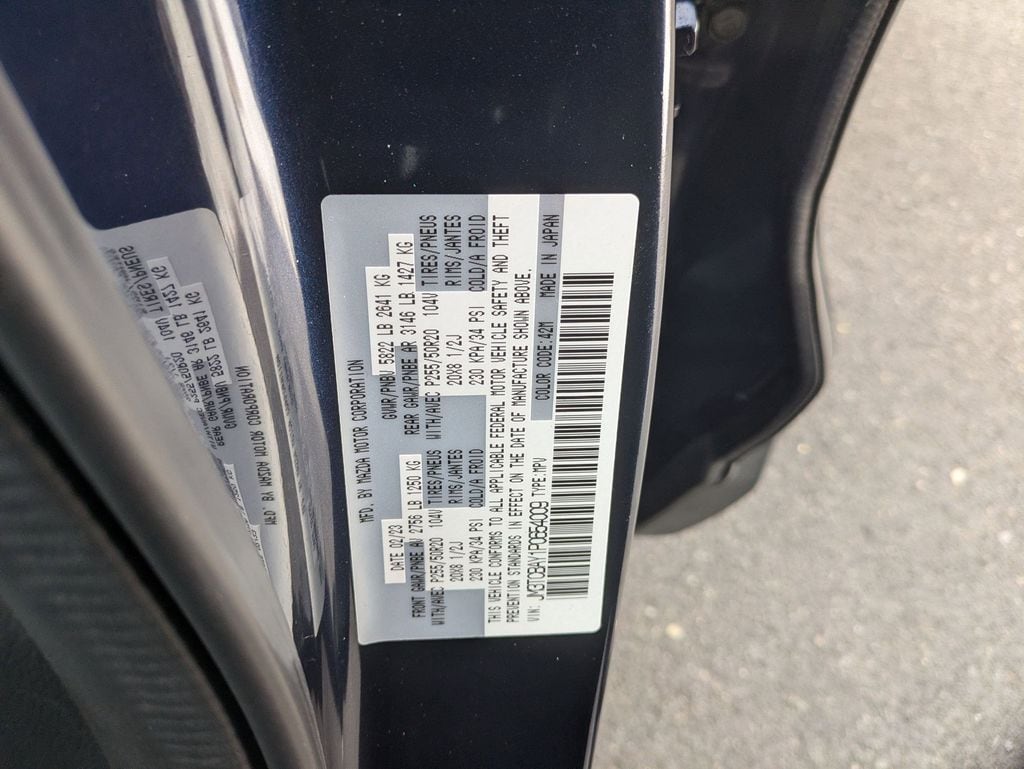 MFD. BY MAZDA MOTOR CORPORATION
DATE 02/23 GVWR/PNBV 5822 LB 2641 KG
FRONT GAWR/PNBE AV 2756 LB 1250 KG REAR GAWR/PNBE AR 3146 LB 1427 KG
WITH/AVEC P255/50R20 104V TIRES/PNEUS WITH/AVEC P255/50R20 104V TIRES/PNEUS
20X8 1/2J RIMS/JANTES 20X8 1/2J RIMS/JANTES
230 KPA/34 PSI COLD/A FROID 230 KPA/34 PSI COLD/A FROID
THIS VEHICLE CONFORMS TO ALL APPLICABLE FEDERAL MOTOR VEHICLE SAFETY AND THEFT
PREVENTION STANDARDS IN EFFECT ON THE DATE OF MANUFACTURE SHOWN ABOVE.
VIN: TYPE:MPV COLOR CODE:42M MADE IN JAPAN